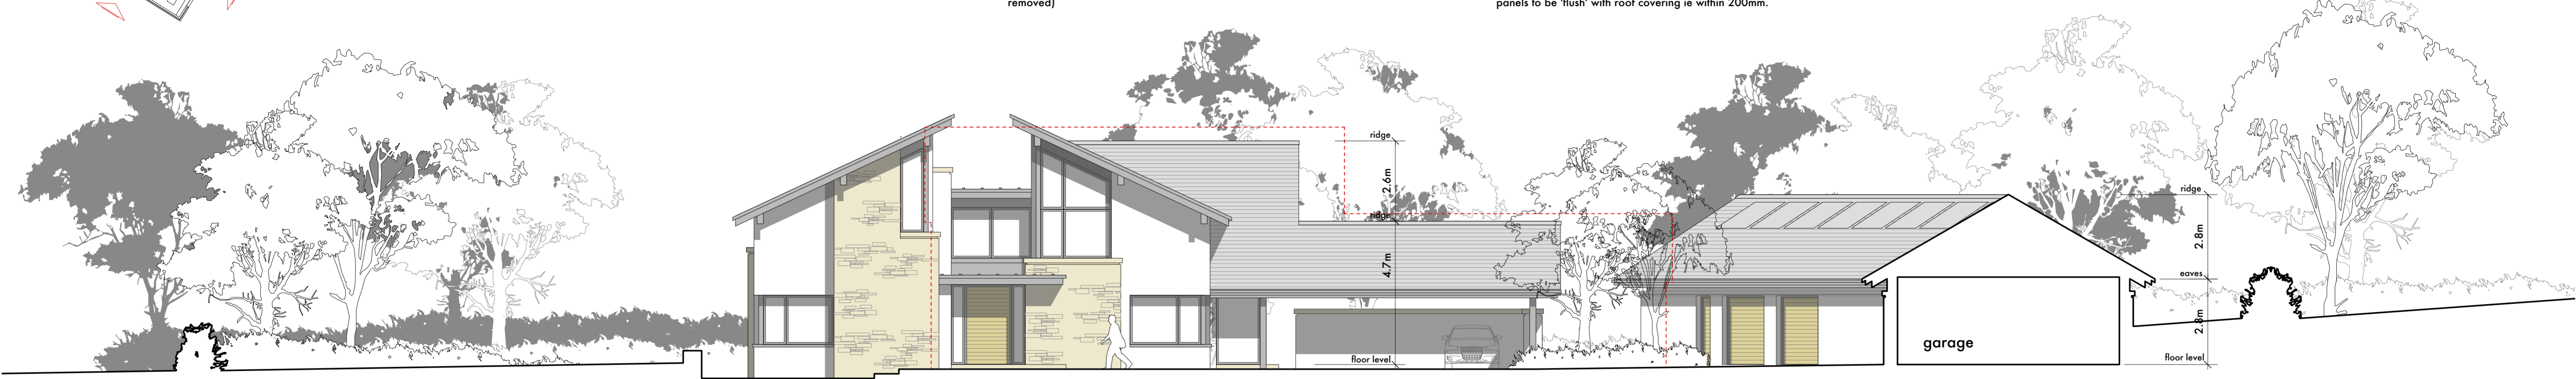 removed)
panels to be 'flush' with roof covering ie within 200mm.
ridge
2.6m
ridge
4.7m
floor level
ridge
2.8m
eaves
2.8m
floor level
garage